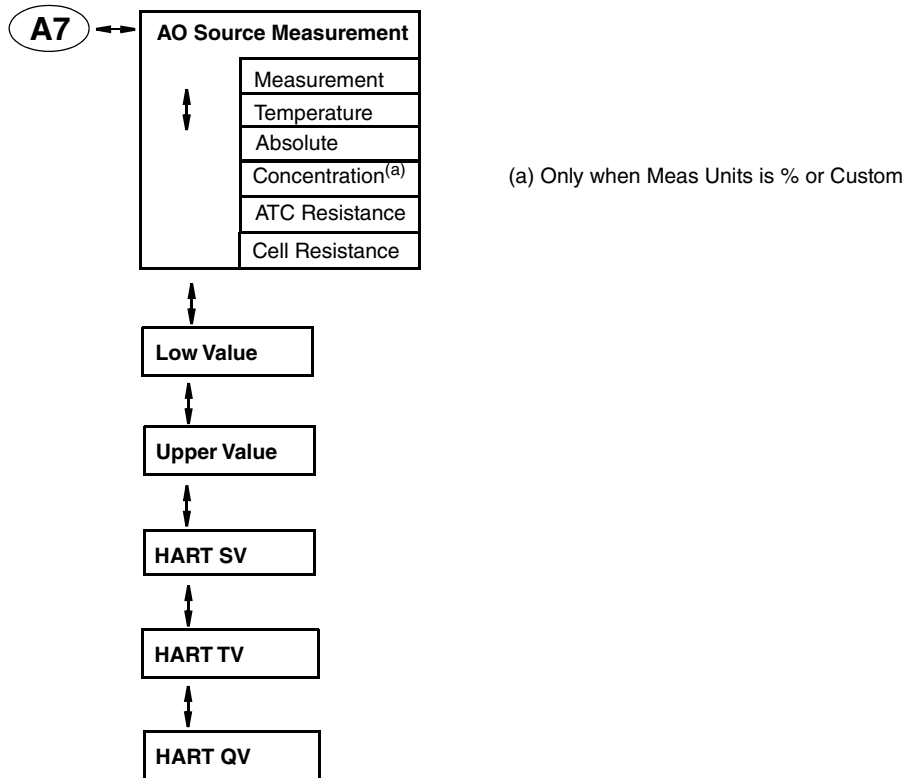 A7
AO Source Measurement
Measurement
Temperature
Absolute
Concentration(a)
ATC Resistance
Cell Resistance
(a) Only when Meas Units is % or Custom
Low Value
Upper Value
HART SV
HART TV
HART QV